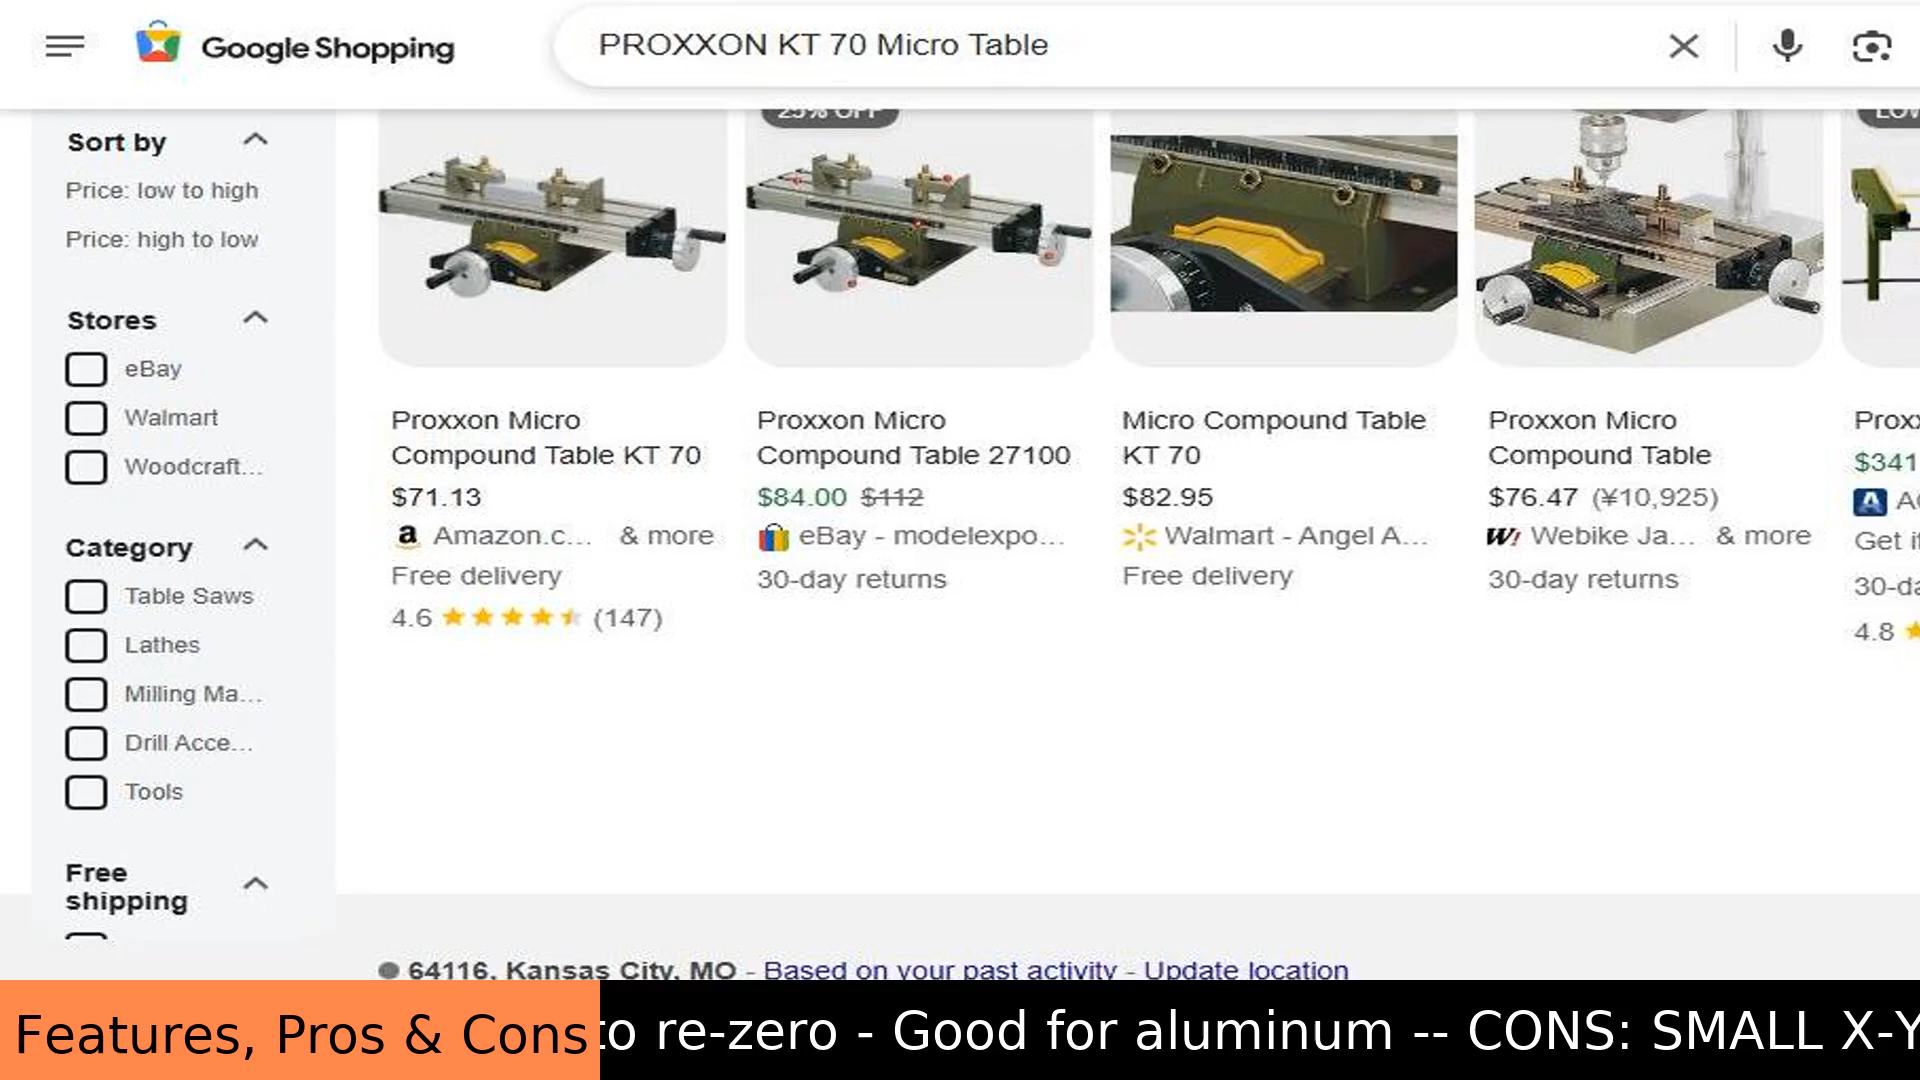 Google Shopping
PROXXON KT 70 Micro Table
Sort by
Price: low to high
Price: high to low
Stores
eBay
Walmart
Woodcraft...
Category
Table Saws
Lathes
Milling Ma...
Drill Acce...
Tools
Free
shipping
25% OFF
Proxxon Micro
Compound Table KT 70
$71.13
Amazon.c... & more
Free delivery
4.6 (147)
Proxxon Micro
Compound Table 27100
$84.00 $112
eBay - modelexpo...
30-day returns
Micro Compound Table
KT 70
$82.95
Walmart - Angel A...
Free delivery
Proxxon Micro
Compound Table
$76.47 (¥10,925)
Webike Ja... & more
30-day returns
$341
4.8
64116, Kansas City, MO - Based on your past activity - Update location
Features, Pros & Cons
to re-zero - Good for aluminum -- CONS: SMALL X-Y